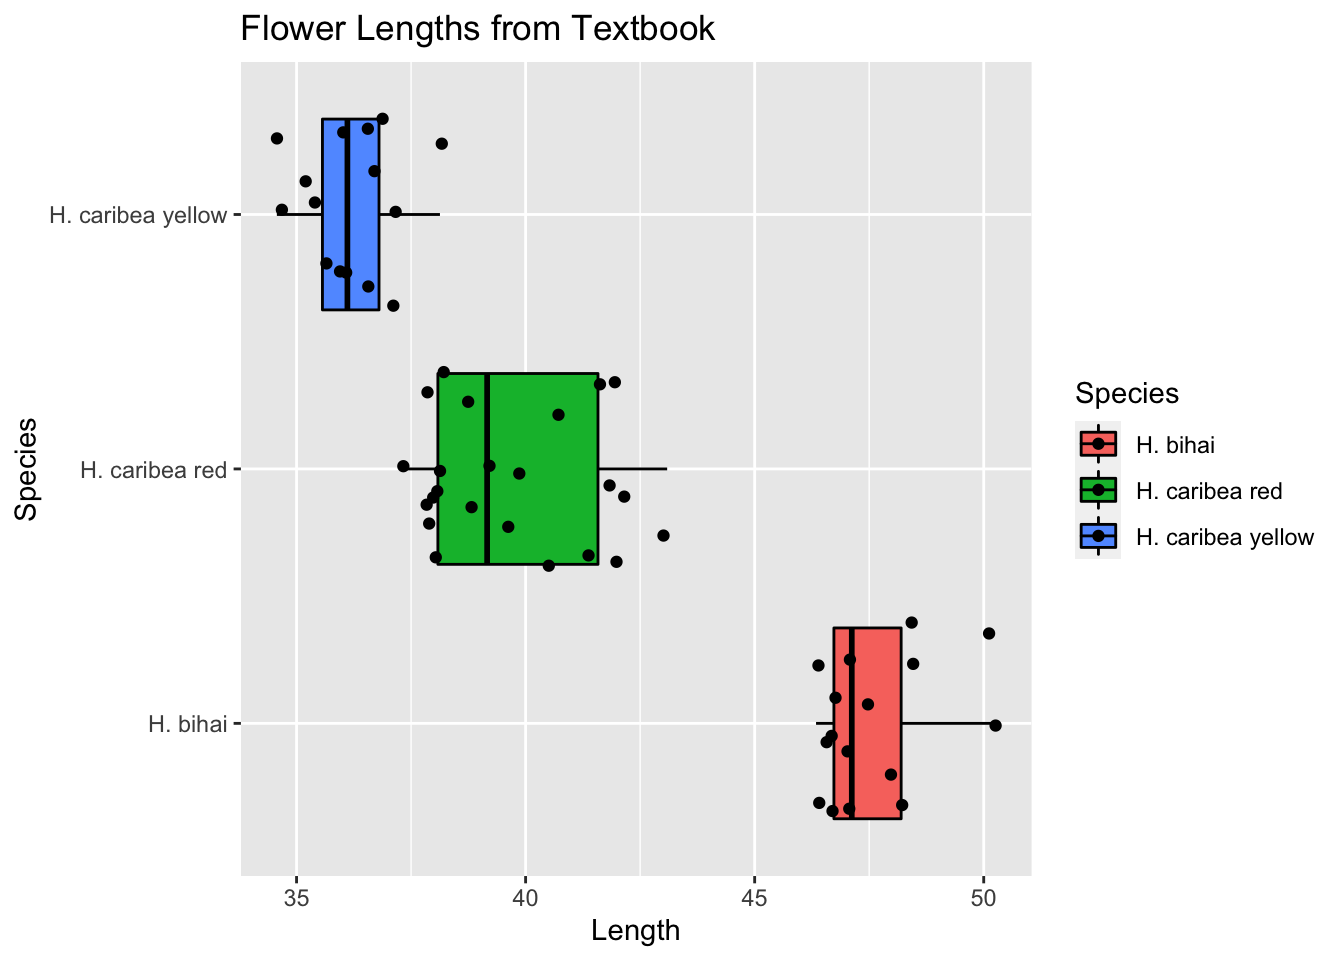 Flower Lengths from Textbook
Species
H. caribea yellow
H. caribea red
H. bihai
35 40 45 50
Length
Species
H. bihai
H. caribea red
H. caribea yellow